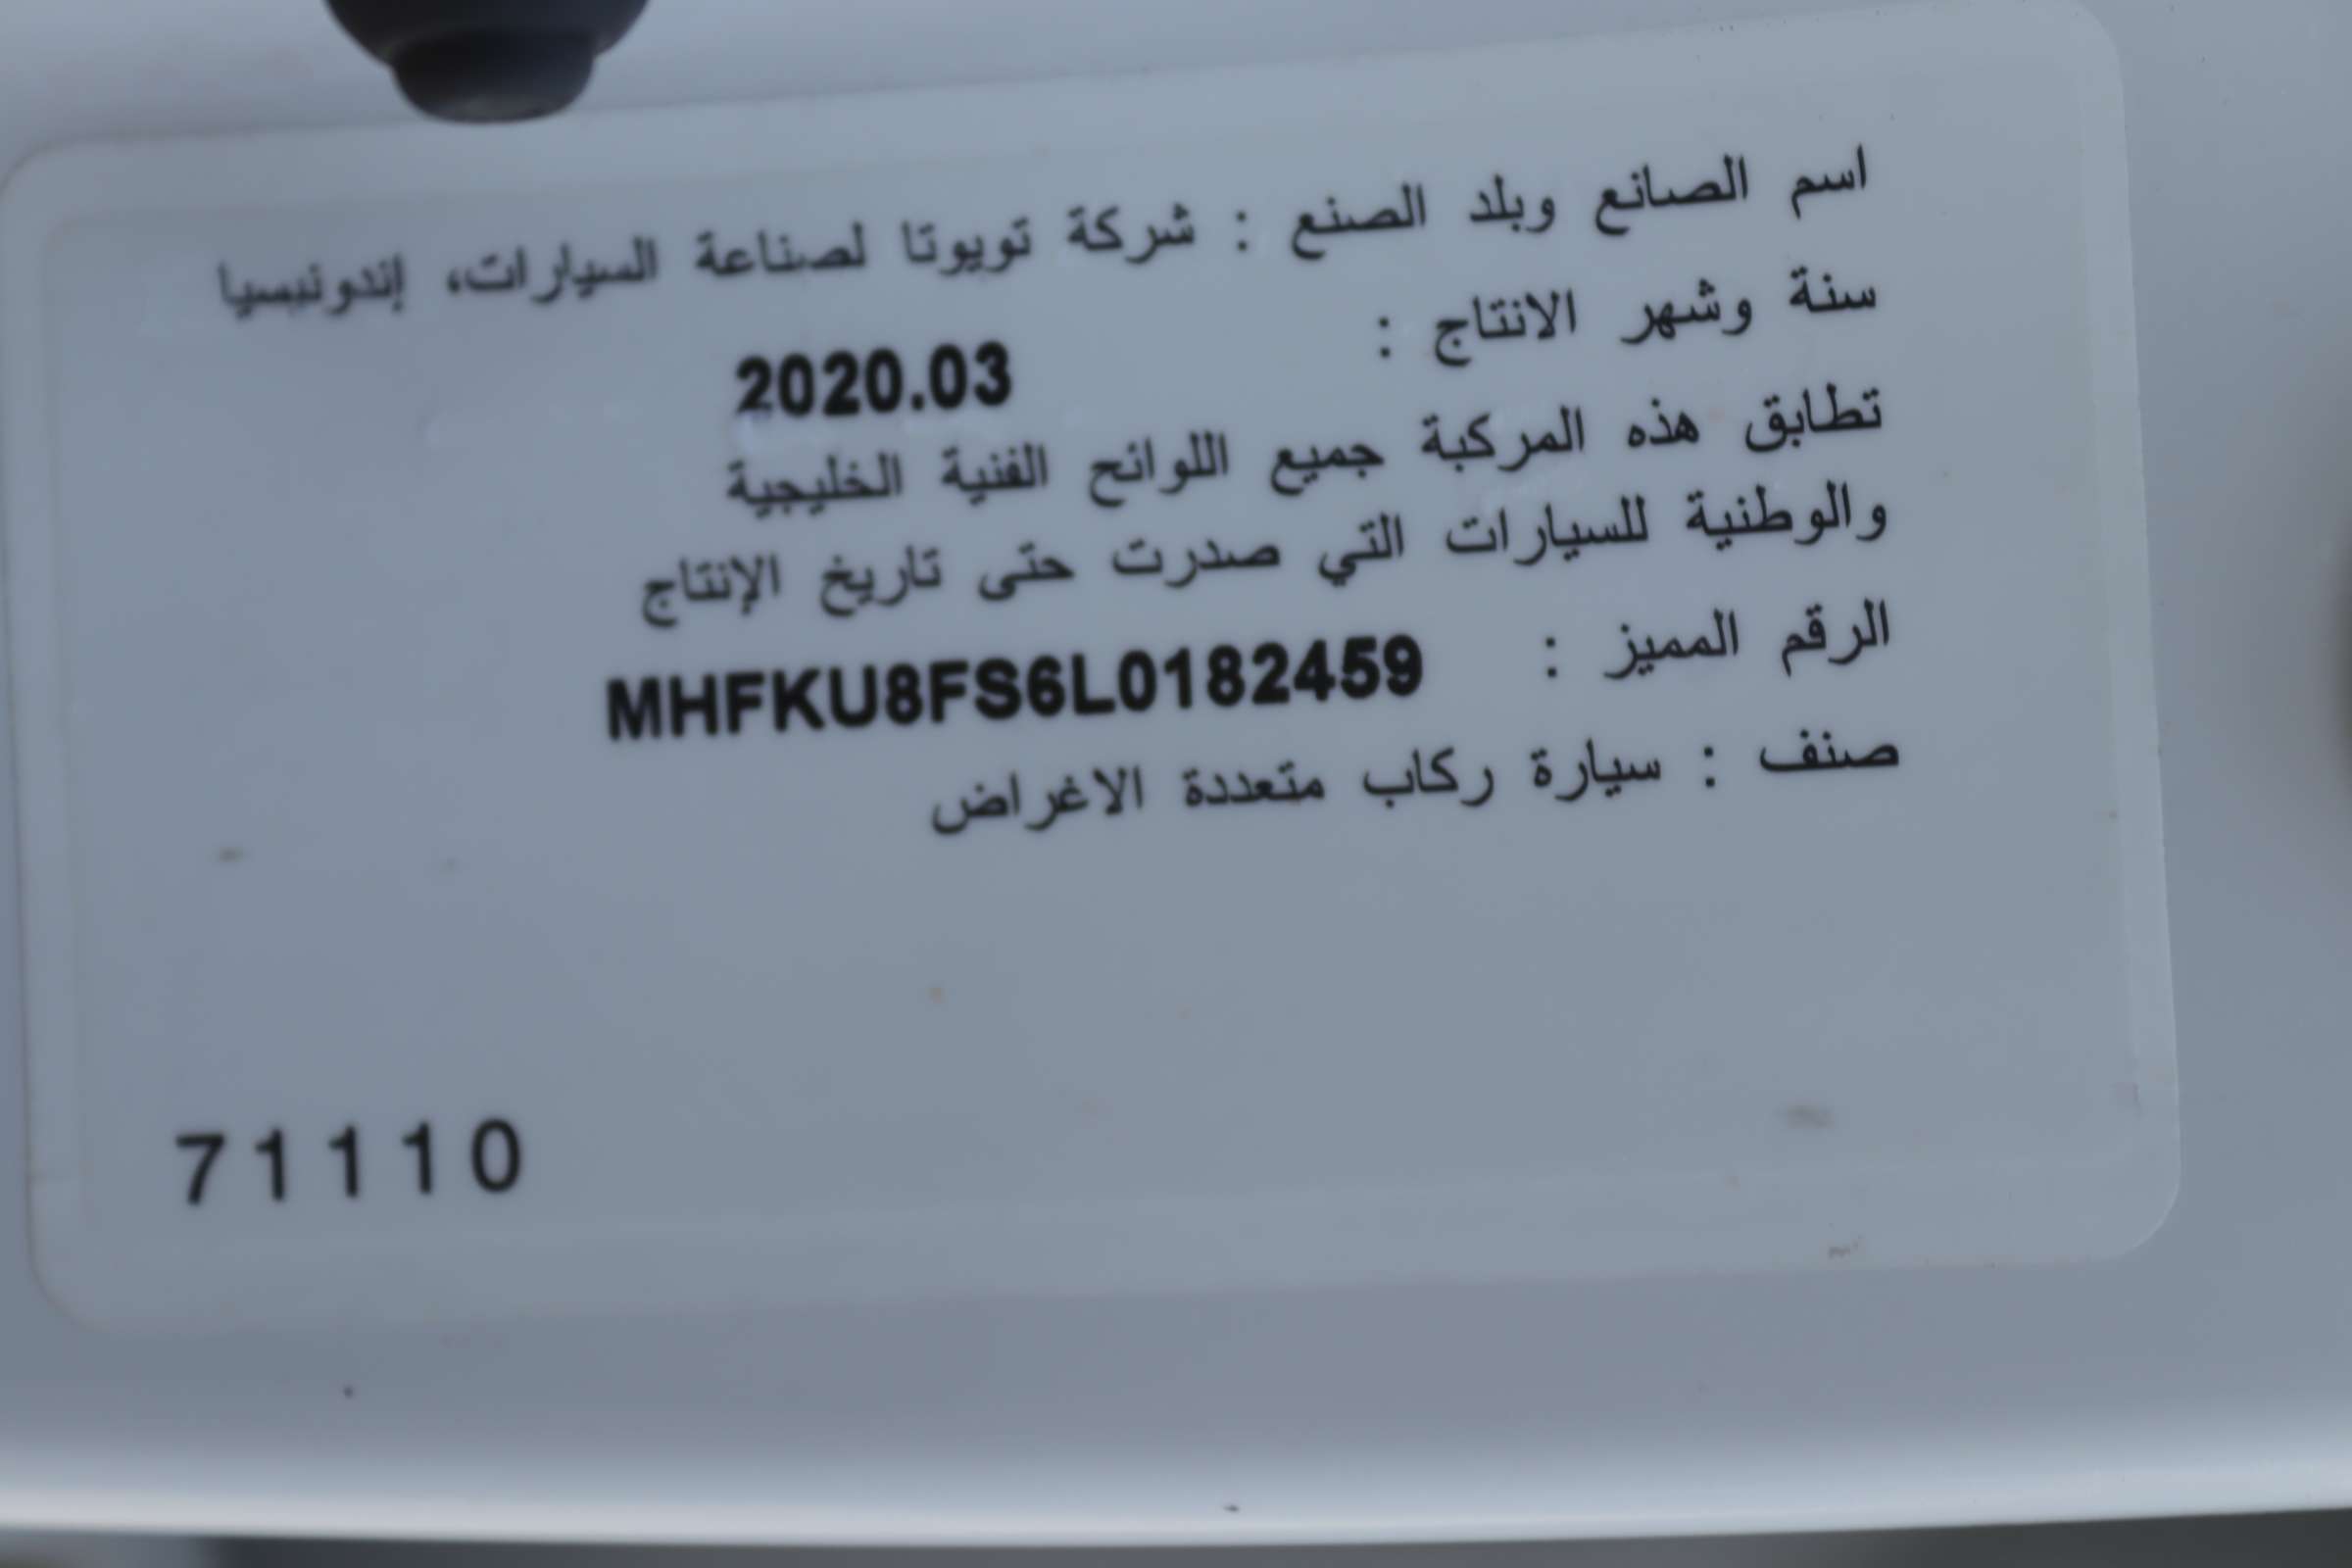 اسم الصانع وبلد الصنع : شركة تويوتا لصناعة السيارات، إندونيسيا
سنة وشهر الانتاج : 2020.03
تطابق هذه المركبة جميع اللوائح الفنية الخليجية
والوطنية للسيارات التي صدرت حتى تاريخ الإنتاج
الرقم المميز : MHFKU8FS6L0182459
صنف : سيارة ركاب متعددة الاغراض
71110